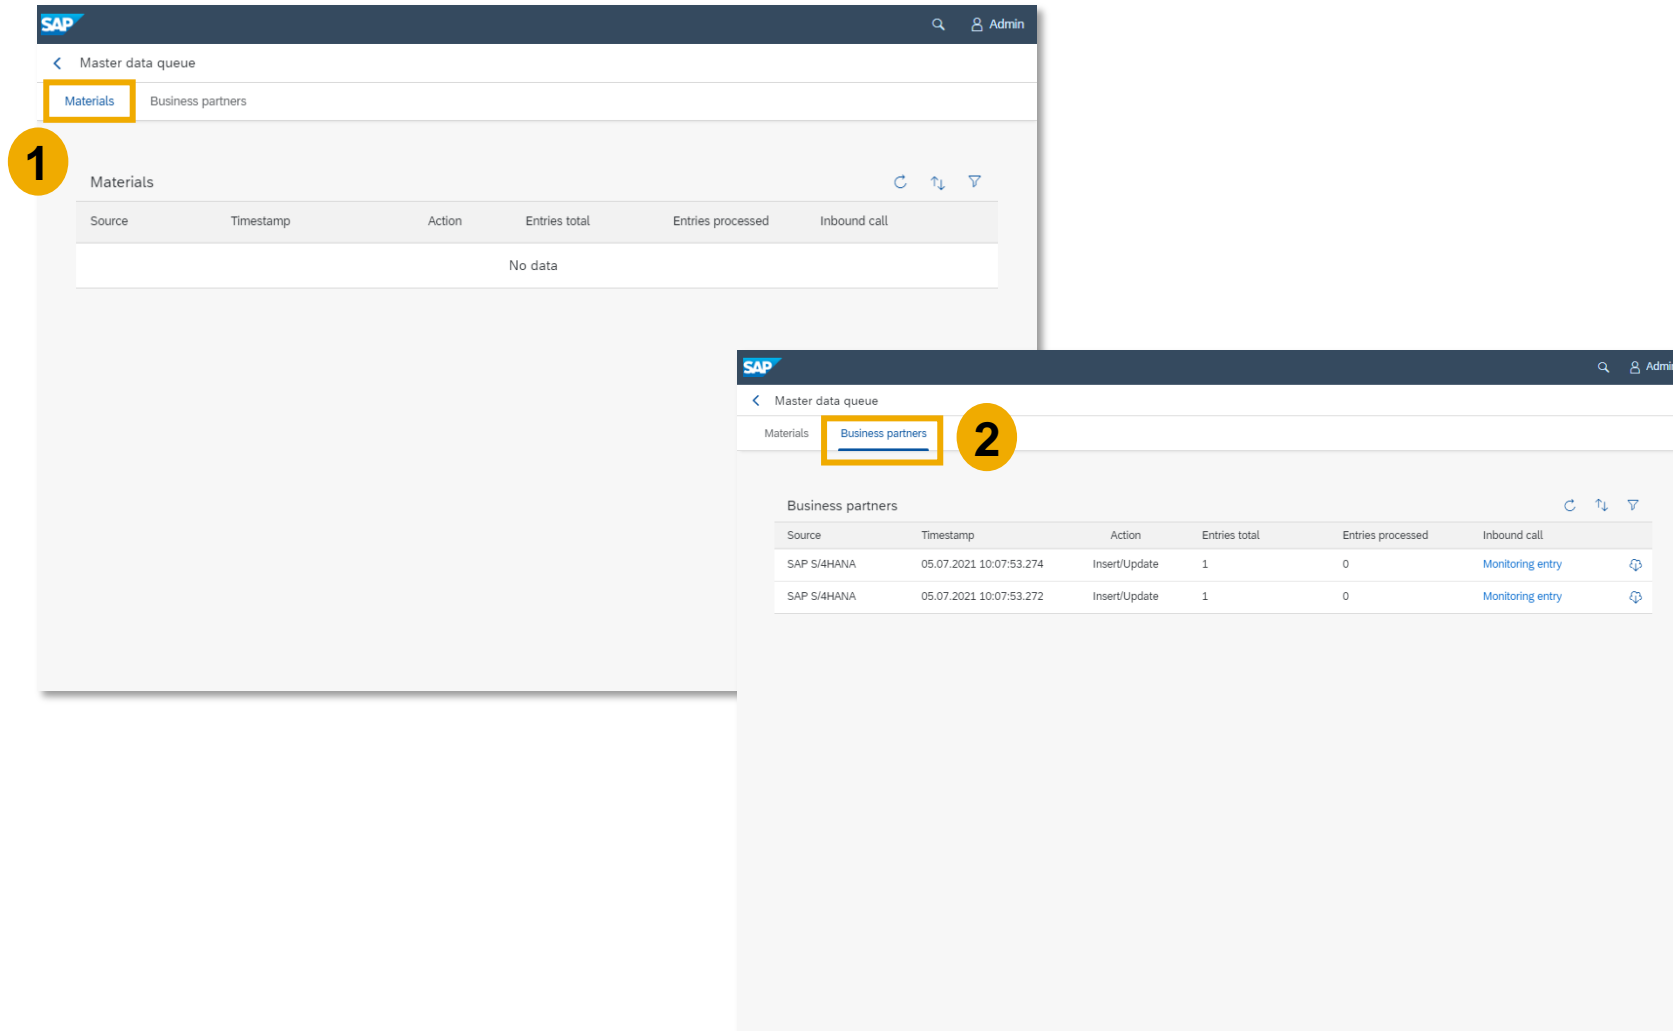 SAP
Admin
Master data queue
Materials Business partners
1
Materials
Source Timestamp Action Entries total Entries processed Inbound call
No data
SAP
Admin
Master data queue
Materials Business partners
2
Business partners
Source Timestamp Action Entries total Entries processed Inbound call
SAP S/4HANA 05.07.2021 10:07:53.274 Insert/Update 1 0 Monitoring entry
SAP S/4HANA 05.07.2021 10:07:53.272 Insert/Update 1 0 Monitoring entry